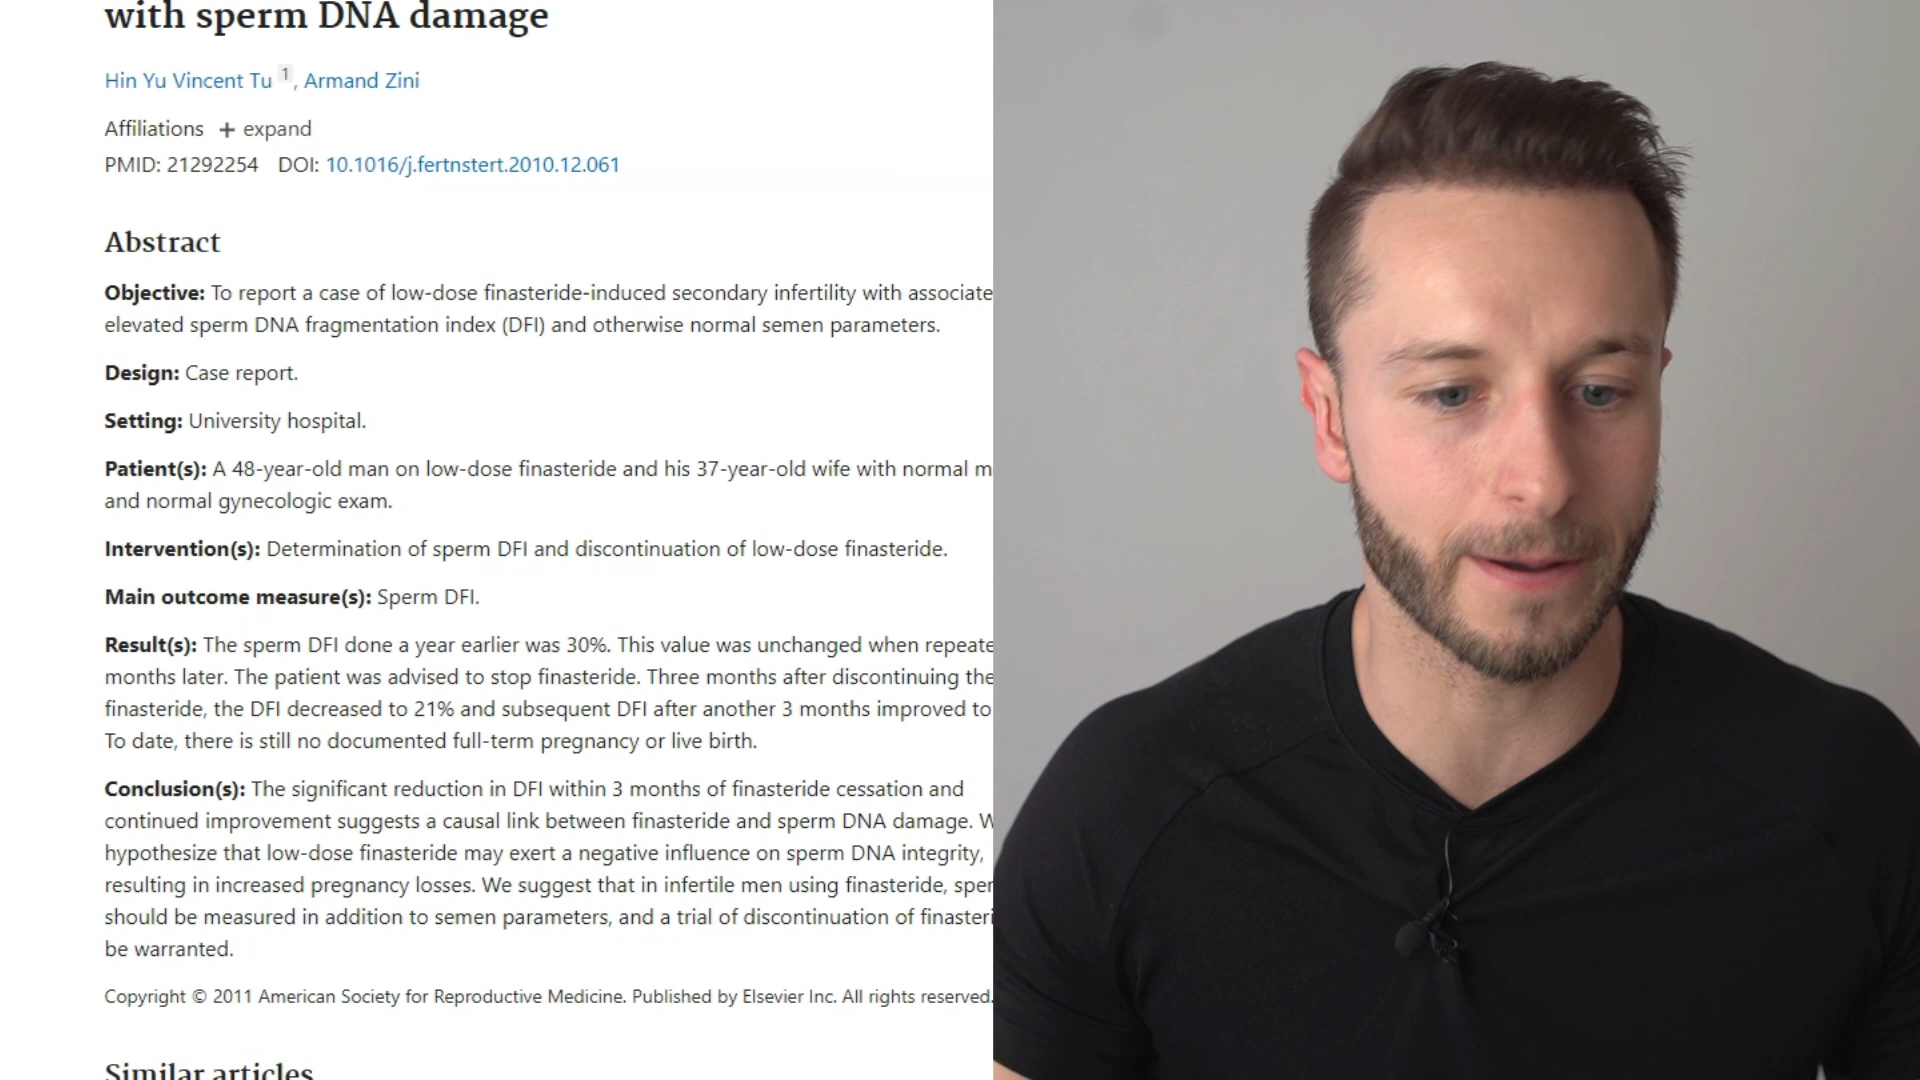 with sperm DNA damage
Hin Yu Vincent Tu 1, Armand Zini
Affiliations + expand
PMID: 21292254 DOI: 10.1016/j.fertnstert.2010.12.061
Abstract
Objective: To report a case of low-dose finasteride-induced secondary infertility with associate
elevated sperm DNA fragmentation index (DFI) and otherwise normal semen parameters.
Design: Case report.
Setting: University hospital.
Patient(s): A 48-year-old man on low-dose finasteride and his 37-year-old wife with normal m
and normal gynecologic exam.
Intervention(s): Determination of sperm DFI and discontinuation of low-dose finasteride.
Main outcome measure(s): Sperm DFI.
Result(s): The sperm DFI done a year earlier was 30%. This value was unchanged when repeate
months later. The patient was advised to stop finasteride. Three months after discontinuing the
finasteride, the DFI decreased to 21% and subsequent DFI after another 3 months improved to
To date, there is still no documented full-term pregnancy or live birth.
Conclusion(s): The significant reduction in DFI within 3 months of finasteride cessation and
continued improvement suggests a causal link between finasteride and sperm DNA damage. W
hypothesize that low-dose finasteride may exert a negative influence on sperm DNA integrity,
resulting in increased pregnancy losses. We suggest that in infertile men using finasteride, sper
should be measured in addition to semen parameters, and a trial of discontinuation of finasteri
be warranted.
Copyright © 2011 American Society for Reproductive Medicine. Published by Elsevier Inc. All rights reserved.
Similar articles